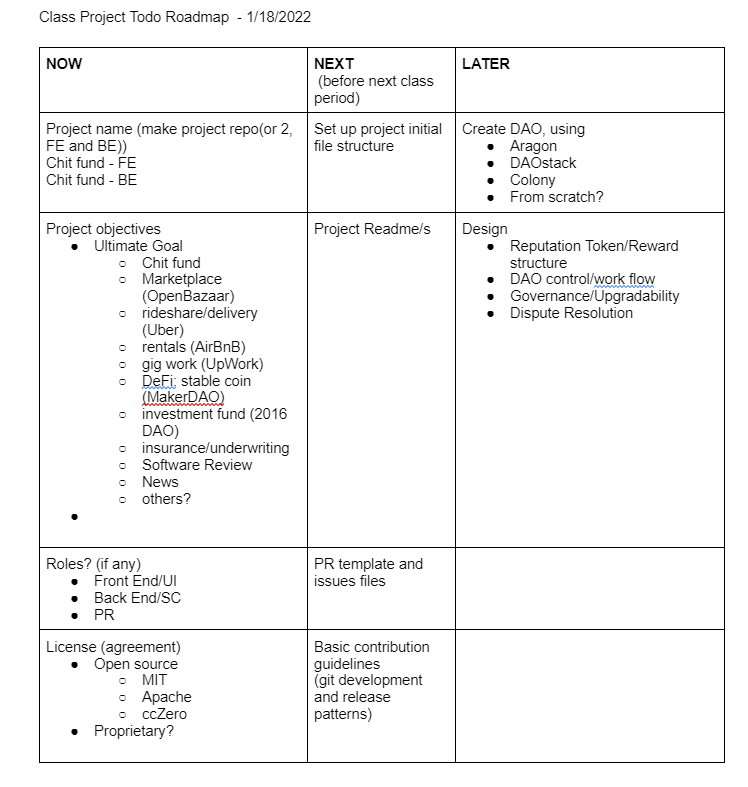 Class Project Todo Roadmap - 1/18/2022
NOW
NEXT
(before next class
period)
LATER
Project name (make project repo(or 2,
FE and BE))
Chit fund - FE
Chit fund - BE
Set up project initial
file structure
Create DAO, using
● Aragon
● DAOstack
● Colony
● From scratch?
Project objectives
● Ultimate Goal
○ Chit fund
○ Marketplace
(OpenBazaar)
○ rideshare/delivery
(Uber)
○ rentals (AirBnB)
○ gig work (UpWork)
○ DeFi; stable coin
(MakerDAO)
○ investment fund (2016
DAO)
○ insurance/underwriting
○ Software Review
○ News
○ others?
●
Project Readme/s
Design
● Reputation Token/Reward
structure
● DAO control/work flow
● Governance/Upgradability
● Dispute Resolution
Roles? (if any)
● Front End/UI
● Back End/SC
● PR
PR template and
issues files
License (agreement)
● Open source
○ MIT
○ Apache
○ ccZero
● Proprietary?
Basic contribution
guidelines
(git development
and release
patterns)